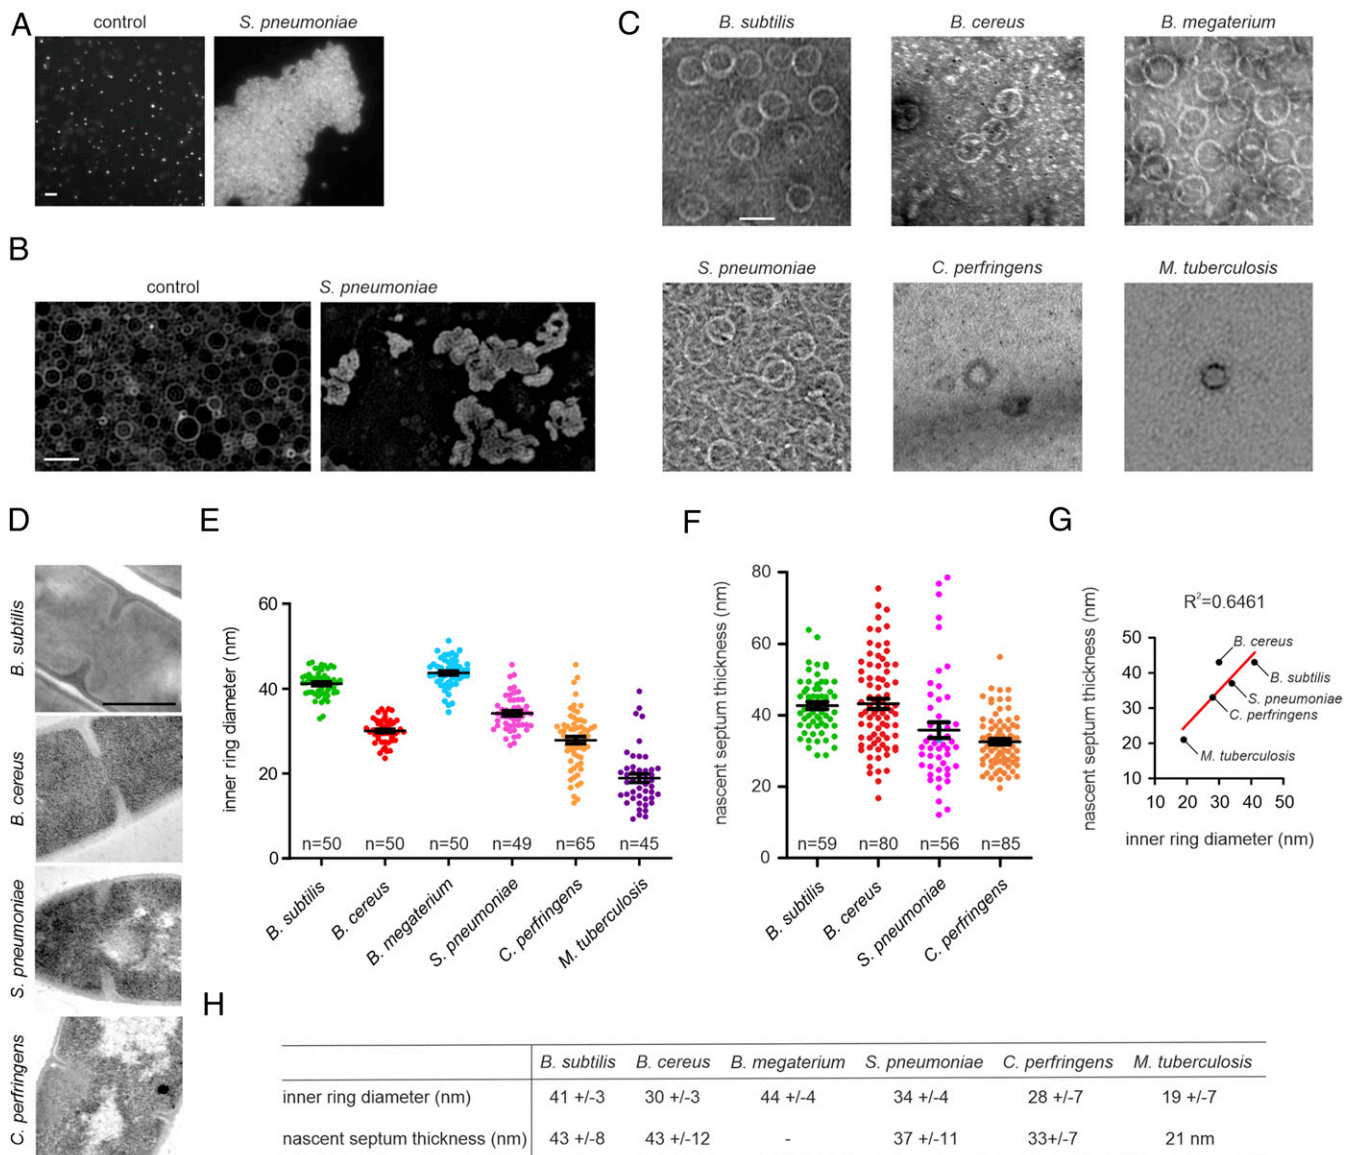 A
control
S. pneumoniae
B
control
S. pneumoniae
C
B. subtilis
B. cereus
B. megaterium
S. pneumoniae
C. perfringens
M. tuberculosis
D
B. subtilis
B. cereus
S. pneumoniae
C. perfringens
E
inner ring diameter (nm)
60
40
20
0
n=50 n=50 n=50 n=49 n=65 n=45
B. subtilis
B. cereus
B. megaterium
S. pneumoniae
C. perfringens
M. tuberculosis
F
nascent septum thickness (nm)
80
60
40
20
0
n=59 n=80 n=56 n=85
B. subtilis
B. cereus
S. pneumoniae
C. perfringens
G
R²=0.6461
nascent septum thickness (nm)
50
40
30
20
10
B. cereus
B. subtilis
S. pneumoniae
C. perfringens
M. tuberculosis
10 20 30 40 50
inner ring diameter (nm)
H
B. subtilis B. cereus B. megaterium S. pneumoniae C. perfringens M. tuberculosis
inner ring diameter (nm) 41 +/-3 30 +/-3 44 +/-4 34 +/-4 28 +/-7 19 +/-7
nascent septum thickness (nm) 43 +/-8 43 +/-12 - 37 +/-11 33+/-7 21 nm